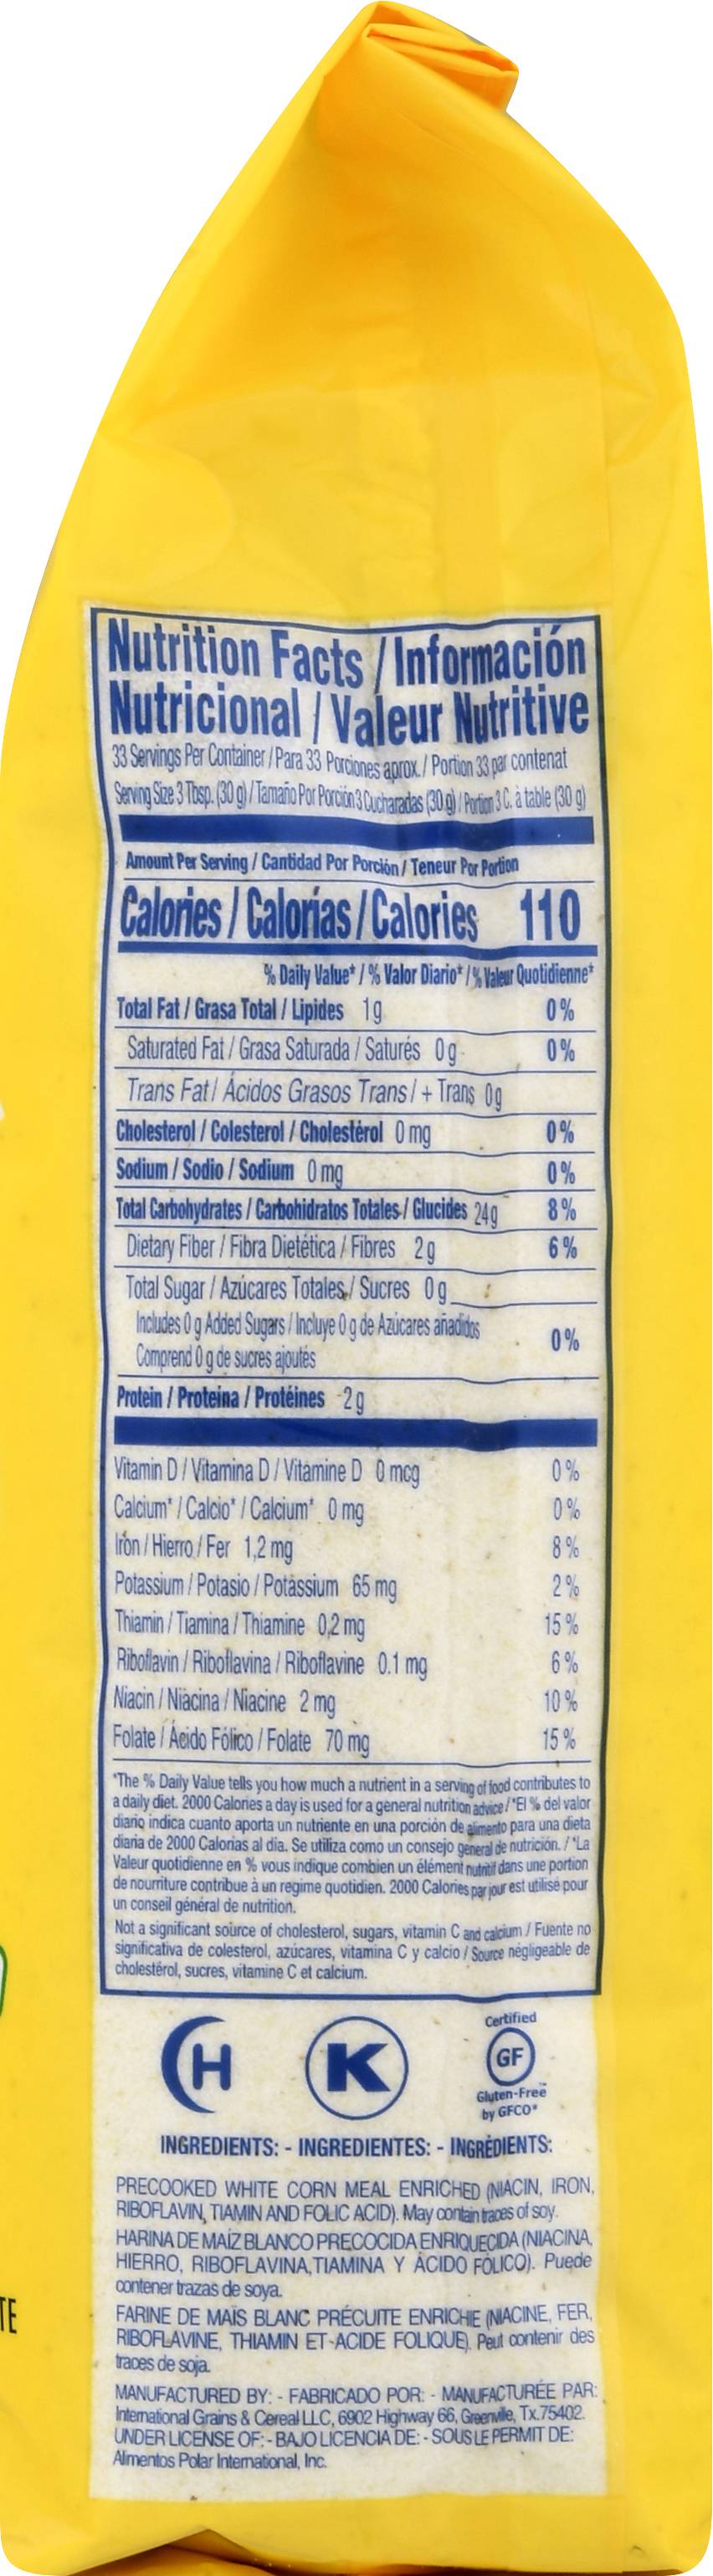 Nutrition Facts / Información
Nutricional / Valeur Nutritive
33 Servings Per Container / Para 33 Porciones aprox. / Portion 33 par contenat
Serving Size 3 Tbsp. (30 g) / Tamaño Por Porción 3 Cucharadas (30 g) / Portion 3 C. à table (30 g)
Amount Per Serving / Cantidad Por Porción / Teneur Por Portion
Calories / Calorías / Calories 110
% Daily Value* / % Valor Diario* / % Valeur Quotidienne*
Total Fat / Grasa Total / Lipides 1 g 0 %
Saturated Fat / Grasa Saturada / Saturés 0 g 0 %
Trans Fat / Ácidos Grasos Trans / + Trans 0g
Cholesterol / Colesterol / Cholestérol 0 mg 0 %
Sodium / Sodio / Sodium 0 mg 0 %
Total Carbohydrates / Carbohidratos Totales / Glucides 24g 8 %
Dietary Fiber / Fibra Dietética / Fibres 2 g 6 %
Total Sugar / Azúcares Totales / Sucres 0 g
Includes 0 g Added Sugars / Incluye 0 g de Azúcares añadidos
Comprend 0 g de sucres ajoutés 0 %
Protein / Proteina / Protéines 2 g
Vitamin D / Vitamina D / Vitamine D 0 mcg 0 %
Calcium* / Calcio* / Calcium* 0 mg 0 %
Iron / Hierro / Fer 1,2 mg 8 %
Potassium / Potasio / Potassium 65 mg 2 %
Thiamin / Tiamina / Thiamine 0,2 mg 15 %
Riboflavin / Riboflavina / Riboflavine 0.1 mg 6 %
Niacin / Niacina / Niacine 2 mg 10 %
Folate / Ácido Fólico / Folate 70 mg 15 %
*The % Daily Value tells you how much a nutrient in a serving of food contributes to
a daily diet. 2000 Calories a day is used for a general nutrition advice / *El % del valor
diario indica cuanto aporta un nutriente en una porción de alimento para una dieta
diaria de 2000 Calorias al día. Se utiliza como un consejo general de nutrición. / *La
Valeur quotidienne en % vous indique combien un élément nutritif dans une portion
de nourriture contribue à un regime quotidien. 2000 Calories par jour est utilisé pour
un conseil général de nutrition.
Not a significant source of cholesterol, sugars, vitamin C and calcium / Fuente no
significativa de colesterol, azúcares, vitamina C y calcio / Source négligeable de
cholestérol, sucres, vitamine C et calcium.
H K GF
Certified
Gluten-Free™
by GFCO®
INGREDIENTS: - INGREDIENTES: - INGRÉDIENTS:
PRECOOKED WHITE CORN MEAL ENRICHED (NIACIN, IRON,
RIBOFLAVIN, TIAMIN AND FOLIC ACID). May contain traces of soy.
HARINA DE MAÍZ BLANCO PRECOCIDA ENRIQUECIDA (NIACINA,
HIERRO, RIBOFLAVINA, TIAMINA Y ÁCIDO FÓLICO). Puede
contener trazas de soya.
FARINE DE MAÏS BLANC PRÉCUITE ENRICHIE (NIACINE, FER,
RIBOFLAVINE, THIAMIN ET ACIDE FOLIQUE). Peut contenir des
traces de soja.
MANUFACTURED BY: - FABRICADO POR: - MANUFACTURÉE PAR:
International Grains & Cereal LLC, 6902 Highway 66, Greenville, Tx.75402.
UNDER LICENSE OF: - BAJO LICENCIA DE: - SOUS LE PERMIT DE:
Alimentos Polar International, Inc.
TE